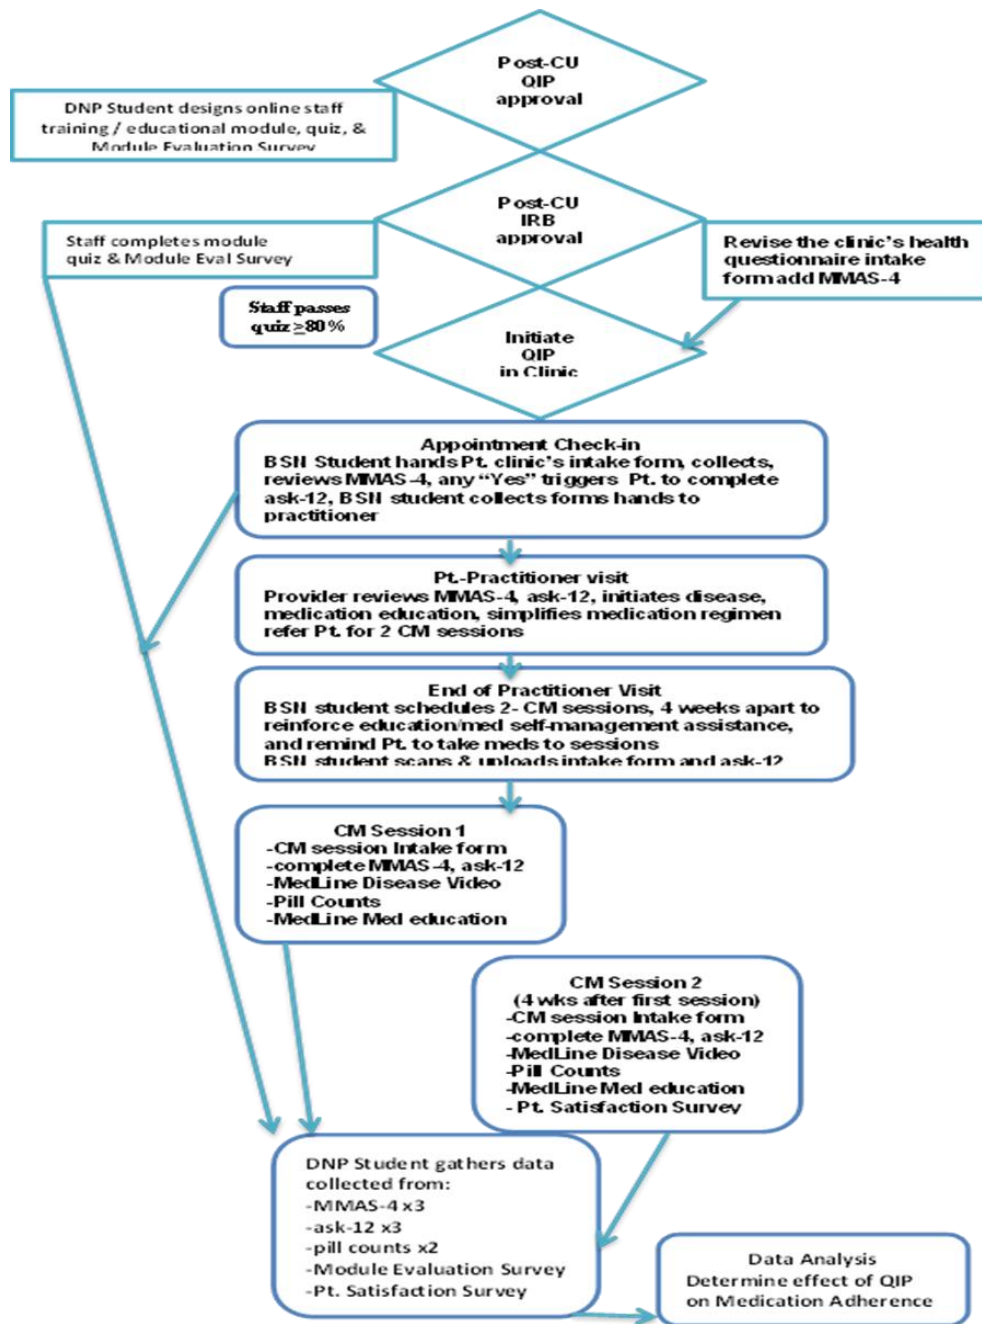 Post-CU
QIP
approval
DNP Student designs online staff
training / educational module, quiz, &
Module Evaluation Survey
Post-CU
IRB
approval
Staff completes module
quiz & Module Eval Survey
Revise the clinic's health
questionnaire intake
form add MMAS-4
Staff passes
quiz ≥80%
Initiate
QIP
in Clinic
Appointment Check-in
BSN Student hands Pt. clinic's intake form, collects,
reviews MMAS-4, any "Yes" triggers Pt. to complete
ask-12, BSN student collects forms hands to
practitioner
Pt.-Practitioner visit
Provider reviews MMAS-4, ask-12, initiates disease,
medication education, simplifies medication regimen
refer Pt. for 2 CM sessions
End of Practitioner Visit
BSN student schedules 2- CM sessions, 4 weeks apart to
reinforce education/med self-management assistance,
and remind Pt. to take meds to sessions
BSN student scans & uploads intake form and ask-12
CM Session 1
-CM session Intake form
-complete MMAS-4, ask-12
-MedLine Disease Video
-Pill Counts
-MedLine Med education
CM Session 2
(4 wks after first session)
-CM session Intake form
-complete MMAS-4, ask-12
-MedLine Disease Video
-Pill Counts
-MedLine Med education
- Pt. Satisfaction Survey
DNP Student gathers data
collected from:
-MMAS-4 x3
-ask-12 x3
-pill counts x2
-Module Evaluation Survey
-Pt. Satisfaction Survey
Data Analysis
Determine effect of QIP
on Medication Adherence